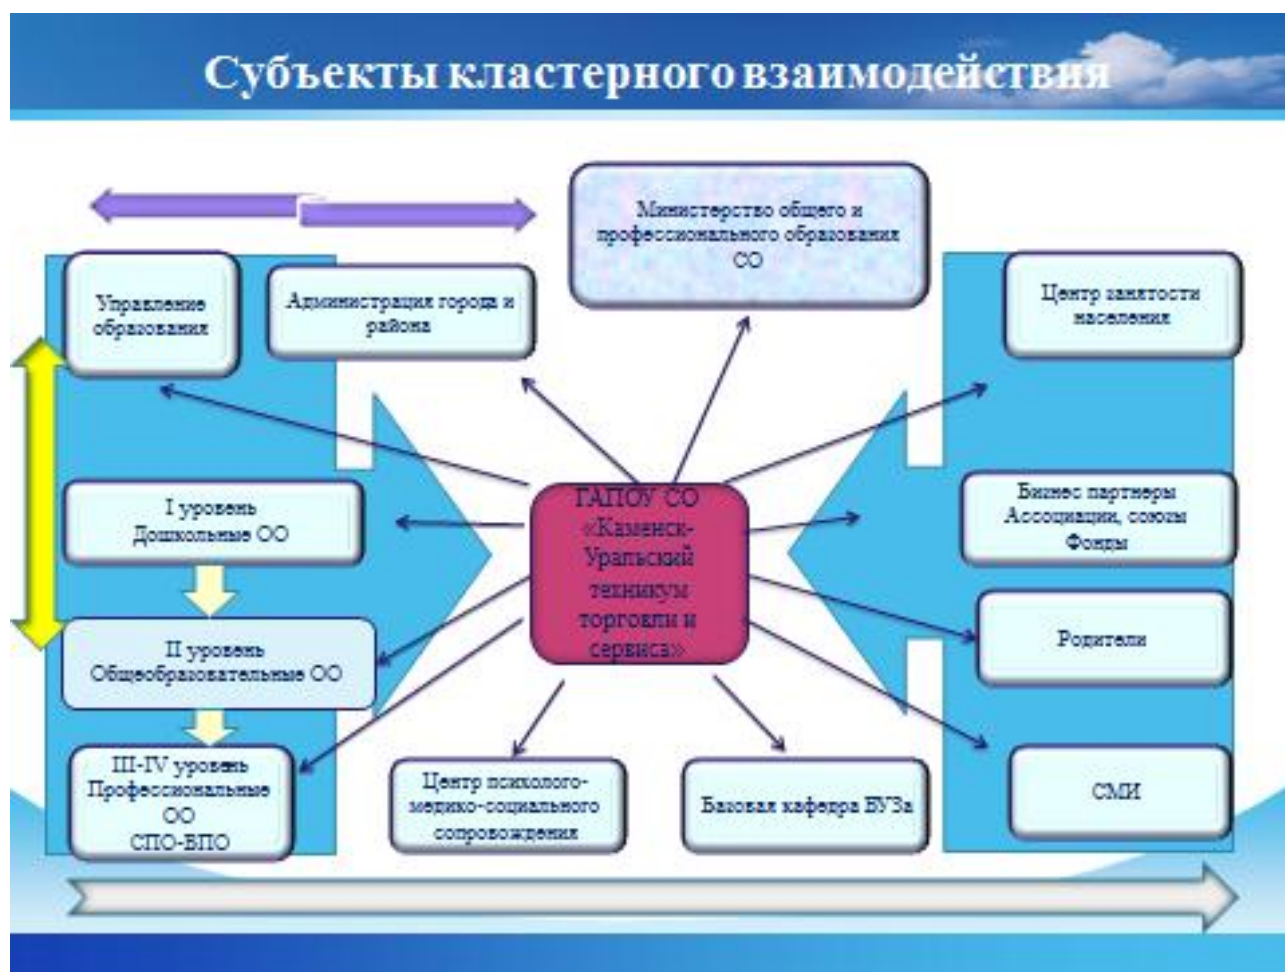 Субъекты кластерного взаимодействия
Министерство общего и
профессионального образования
СО
Управление
образования
Администрация города и
района
Центр занятости
населения
I уровень
Дошкольные ОО
ГАПОУ СО
«Каменск-
Уральский
техникум
торговли и
сервиса»
Бизнес партнеры
Ассоциации, союзы
Фонды
II уровень
Общеобразовательные ОО
Родители
III-IV уровень
Профессиональные
ОО
СПО-ВПО
Центр психолого-
медико-социального
сопровождения
Базовая кафедра ВУЗа
СМИ